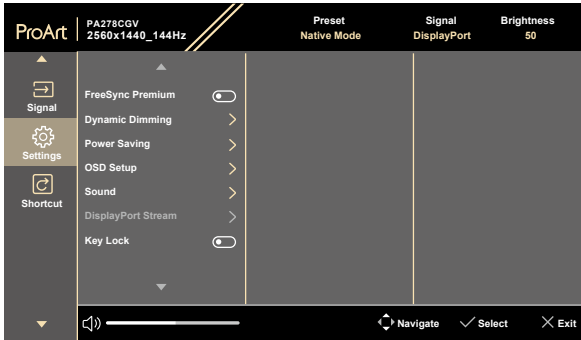 ProArt
PA278CGV
2560x1440_144Hz
Preset
Native Mode
Signal
DisplayPort
Brightness
50
Signal
Settings
Shortcut
FreeSync Premium
Dynamic Dimming
Power Saving
OSD Setup
Sound
DisplayPort Stream
Key Lock
Navigate
Select
Exit